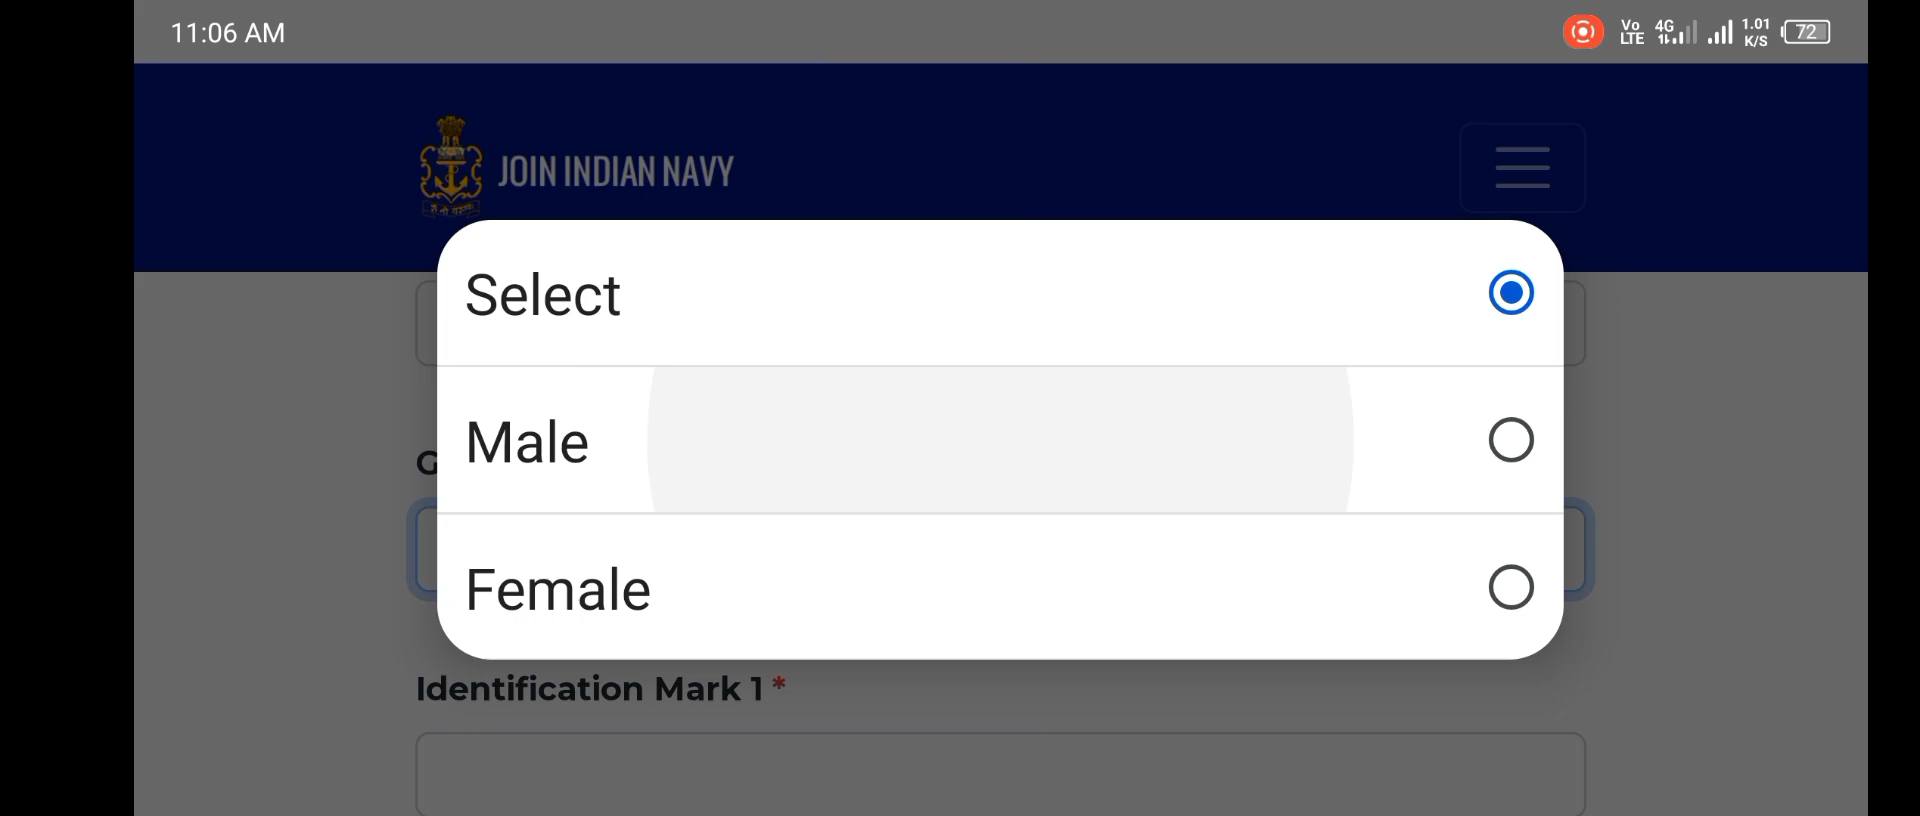 11:06 AM
Vo LTE 4G 1.01 K/S 72
JOIN INDIAN NAVY
Select
Male
G
Female
Identification Mark 1 *